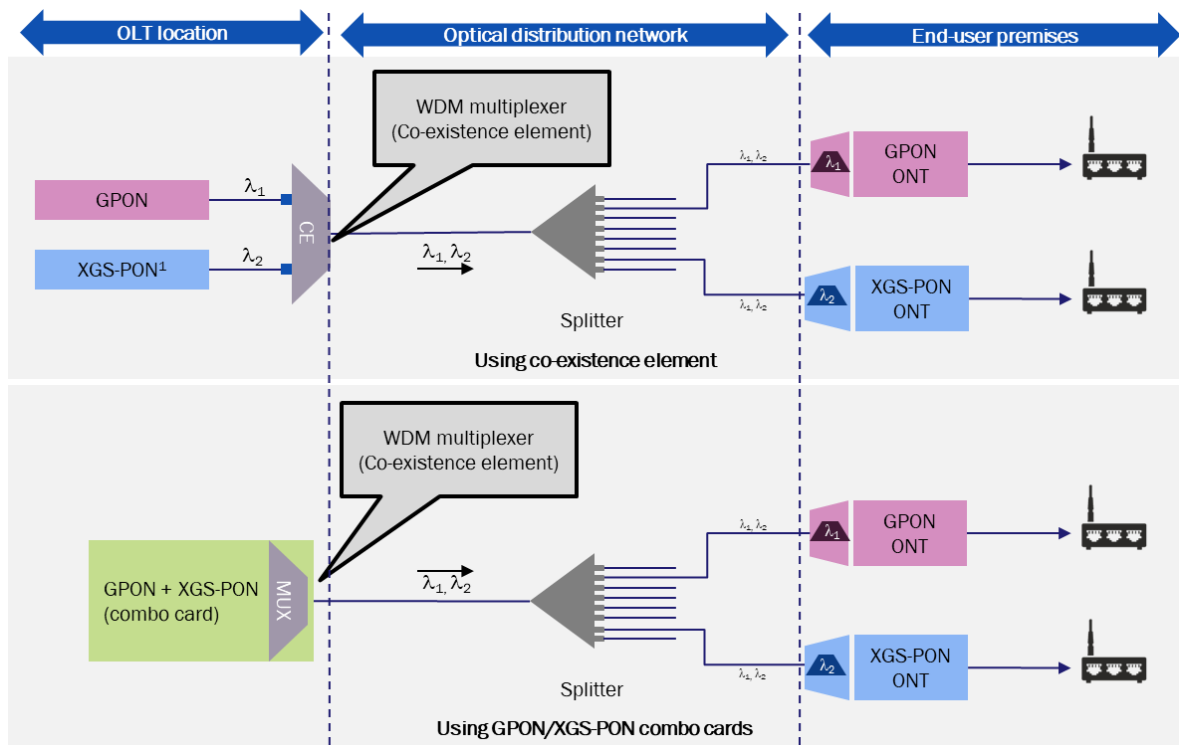 OLT location
Optical distribution network
End-user premises
WDM multiplexer
(Co-existence element)
GPON
λ1
XGS-PON1
λ2
CE
λ1, λ2
Splitter
λ1, λ2
λ1
GPON
ONT
λ1, λ2
λ2
XGS-PON
ONT
Using co-existence element
WDM multiplexer
(Co-existence element)
GPON + XGS-PON
(combo card)
MUX
λ1, λ2
Splitter
λ1, λ2
λ1
GPON
ONT
λ1, λ2
λ2
XGS-PON
ONT
Using GPON/XGS-PON combo cards